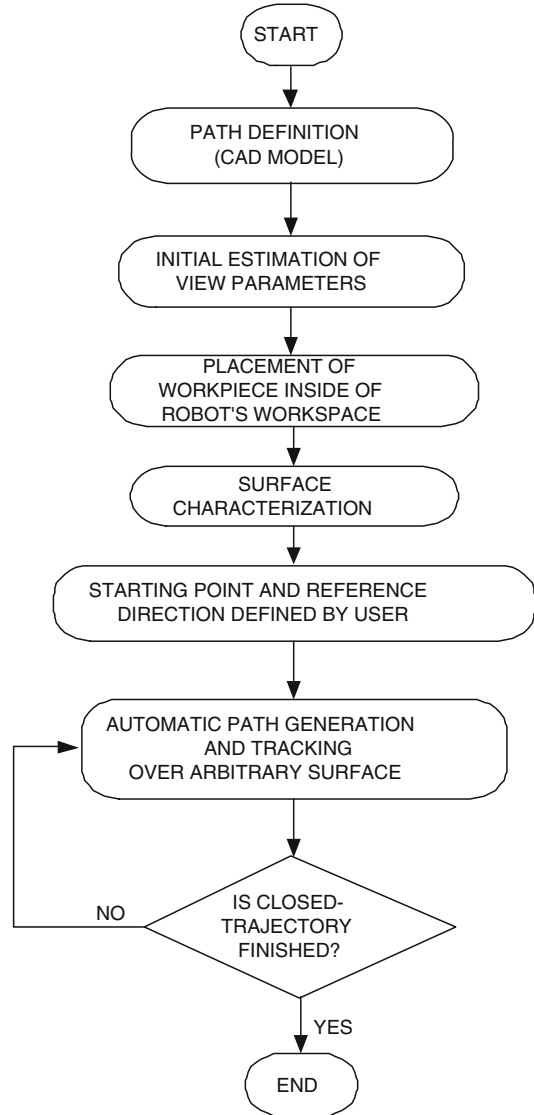 START
PATH DEFINITION
(CAD MODEL)
INITIAL ESTIMATION OF
VIEW PARAMETERS
PLACEMENT OF
WORKPIECE INSIDE OF
ROBOT'S WORKSPACE
SURFACE
CHARACTERIZATION
STARTING POINT AND REFERENCE
DIRECTION DEFINED BY USER
AUTOMATIC PATH GENERATION
AND TRACKING
OVER ARBITRARY SURFACE
IS CLOSED-
TRAJECTORY
FINISHED?
NO
YES
END